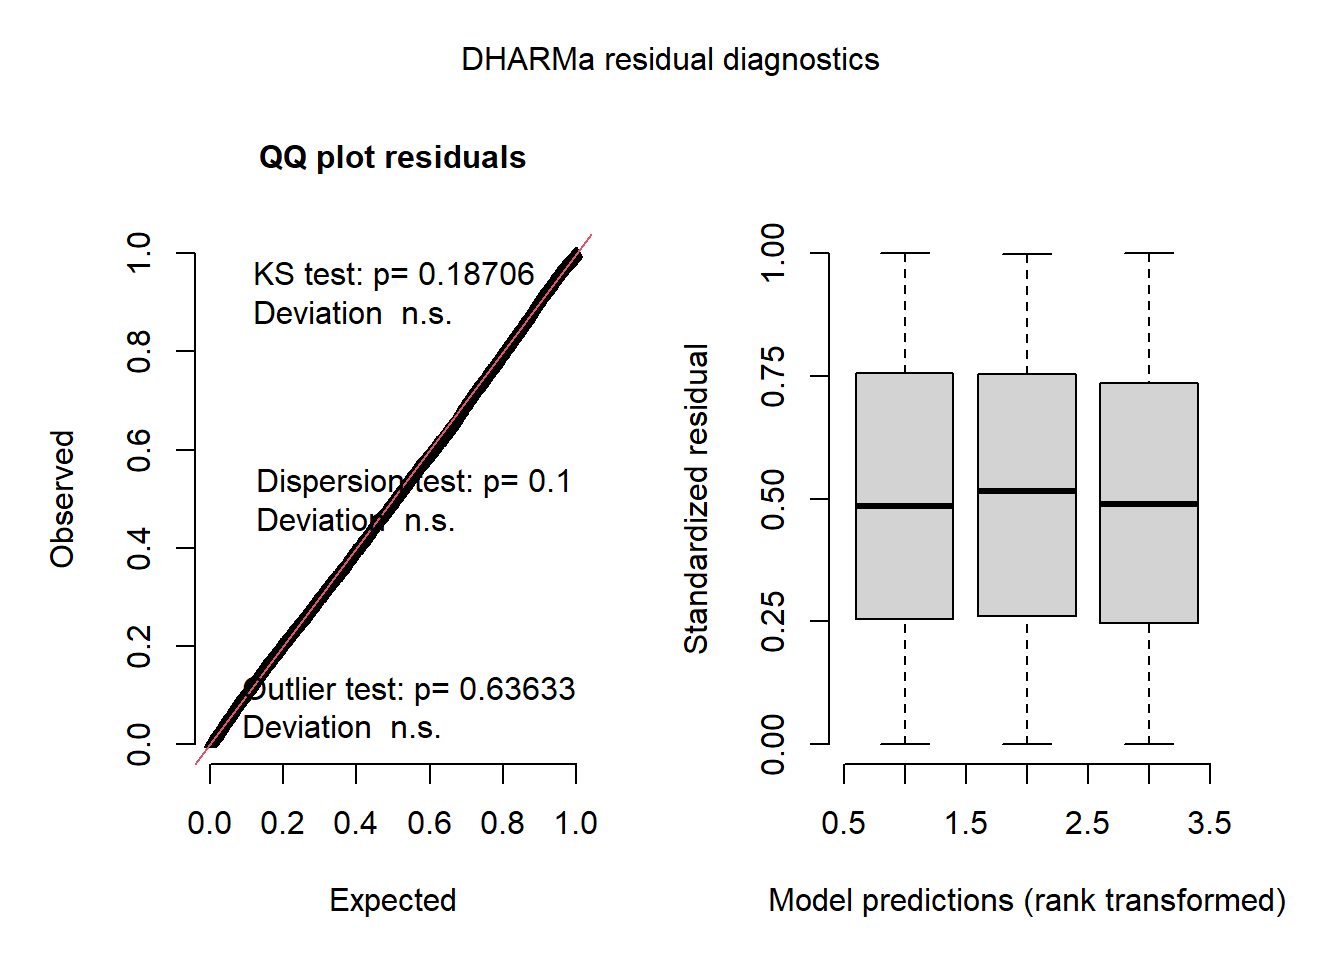 DHARMa residual diagnostics
QQ plot residuals
KS test: p= 0.18706
Deviation  n.s.
Dispersion test: p= 0.1
Deviation  n.s.
Outlier test: p= 0.63633
Deviation  n.s.
Observed
0.0 0.2 0.4 0.6 0.8 1.0
0.0 0.2 0.4 0.6 0.8 1.0
Expected
Standardized residual
0.00 0.25 0.50 0.75 1.00
0.5 1.5 2.5 3.5
Model predictions (rank transformed)